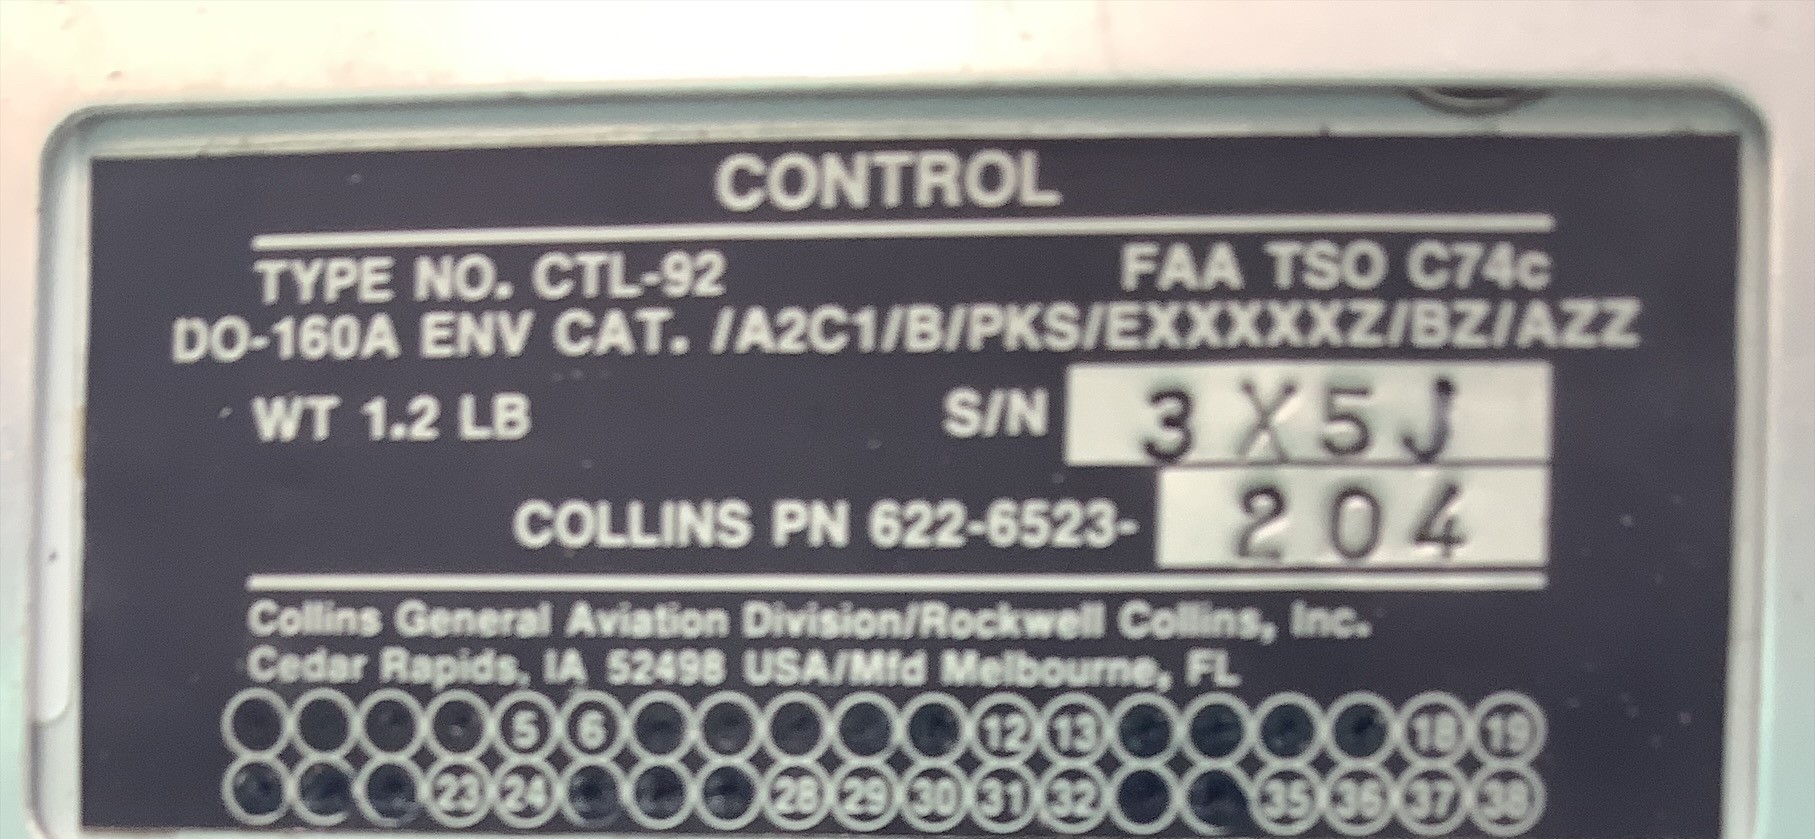 CONTROL
TYPE NO. CTL-92 FAA TSO C74c
DO-160A ENV CAT. /A2C1/B/PKS/EXXXXXZ/BZ/AZZ
WT 1.2 LB S/N 3X5J
COLLINS PN 622-6523- 204
Collins General Aviation Division/Rockwell Collins, Inc.
Cedar Rapids, IA 52498 USA/Mfd Melbourne, FL
5 6 12 13 18 19
23 24 28 29 30 31 32 35 36 37 38